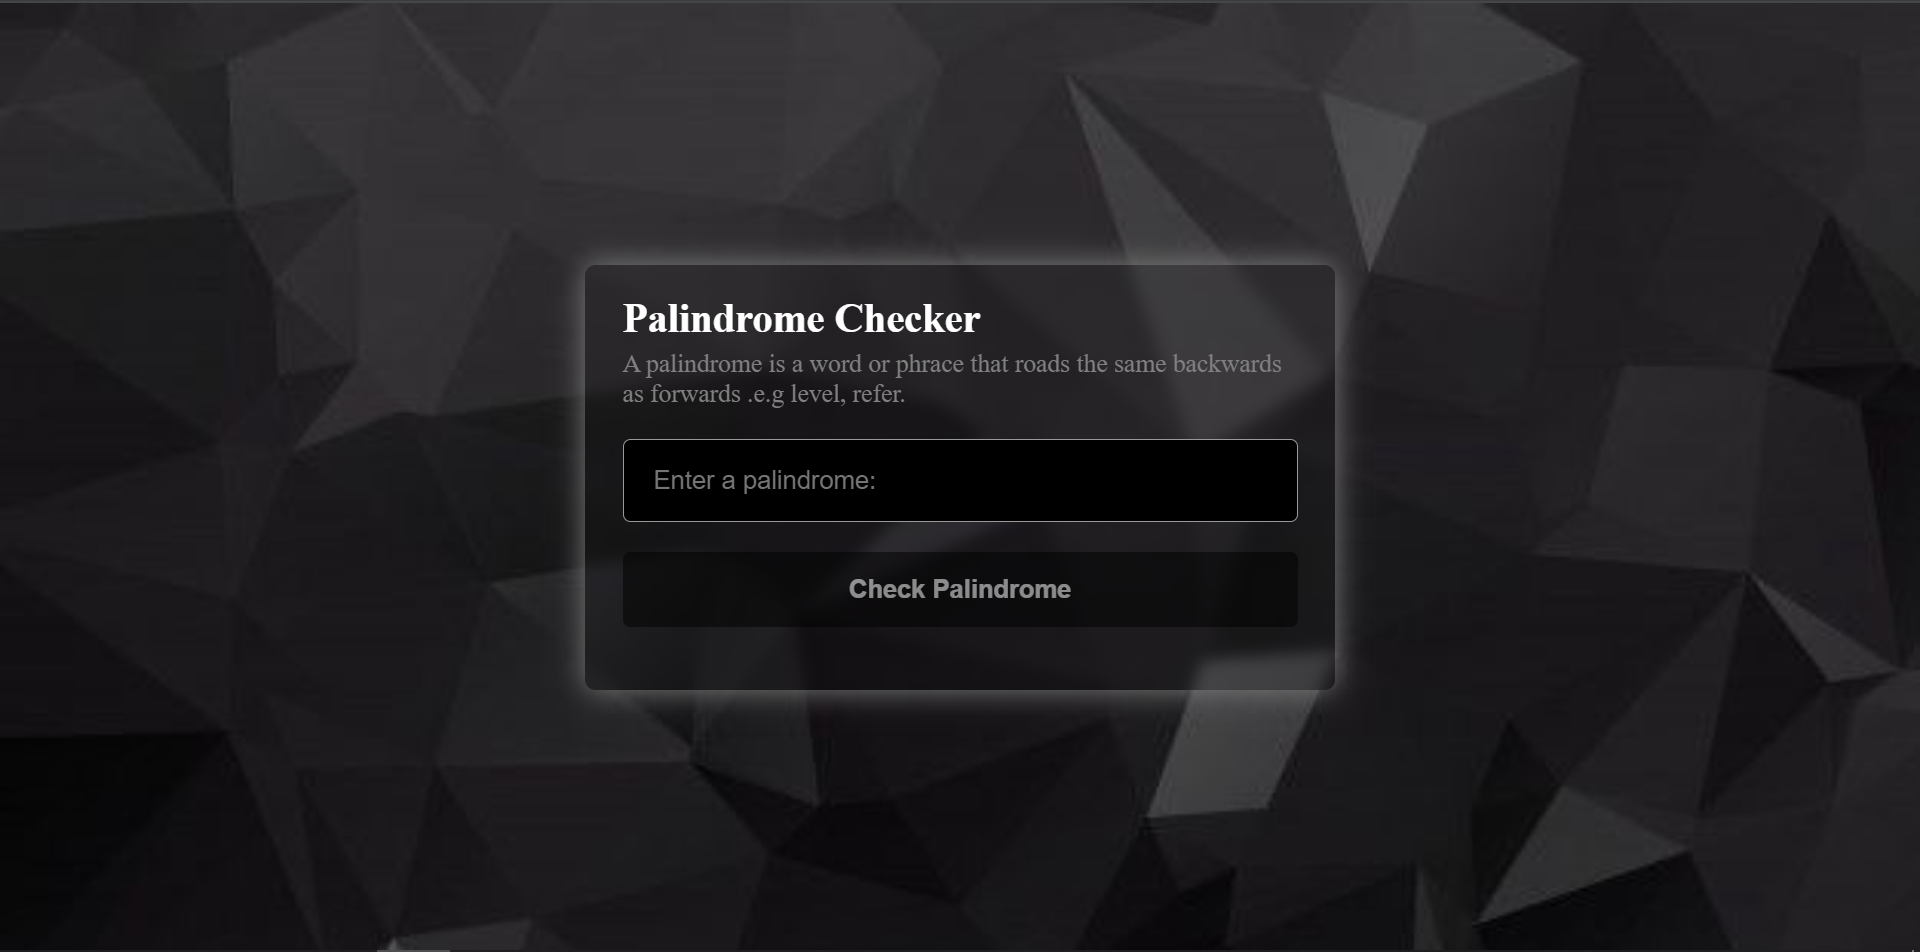 Palindrome Checker
A palindrome is a word or phrase that roads the same backwards
as forwards .e.g level, refer.
Enter a palindrome:
Check Palindrome